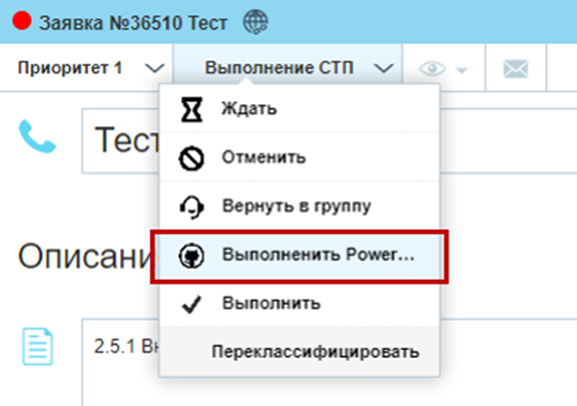 Заявка №36510 Тест
Приоритет 1 Выполнение СТП
Ждать
Тест
Отменить
Вернуть в группу
Описани
Выполненить Power...
Выполнить
2.5.1 Вн
Переклассифицировать